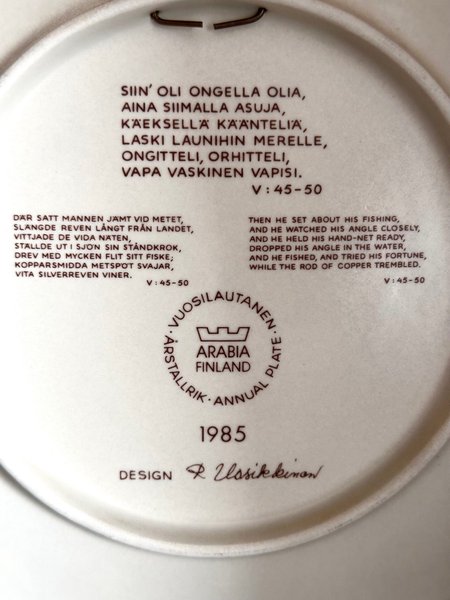 SIIN' OLI ONGELLA OLIA,
AINA SIIMALLA ASUJA,
KÄEKSELLÄ KÄÄNTELIÄ,
LASKI LAUNIHIN MERELLE,
ONGITTELI, ORHITTELI,
VAPA VASKINEN VAPISI.
V:45-50
DÄR SATT MANNEN JÄMT VID METET,
SLÄNGDE REVEN LÅNGT FRÅN LANDET,
VITTJADE DE VIDA NÄTEN,
STÄLLDE UT I SJÖN SIN STÅNDKROK,
DREV MED MYCKEN FLIT SITT FISKE;
KOPPARSMIDDA METSPÖT SVAJAR,
VITA SILVERREVEN VINER.
V:45-50
THEN HE SET ABOUT HIS FISHING,
AND HE WATCHED HIS ANGLE CLOSELY,
AND HE HELD HIS HAND-NET READY,
DROPPED HIS ANGLE IN THE WATER,
AND HE FISHED, AND TRIED HIS FORTUNE,
WHILE THE ROD OF COPPER TREMBLED.
V:45-50
· VUOSILAUTANEN ·
ARABIA
FINLAND
ÅRSTALLRIK · ANNUAL PLATE
1985
DESIGN R Uosikkinen